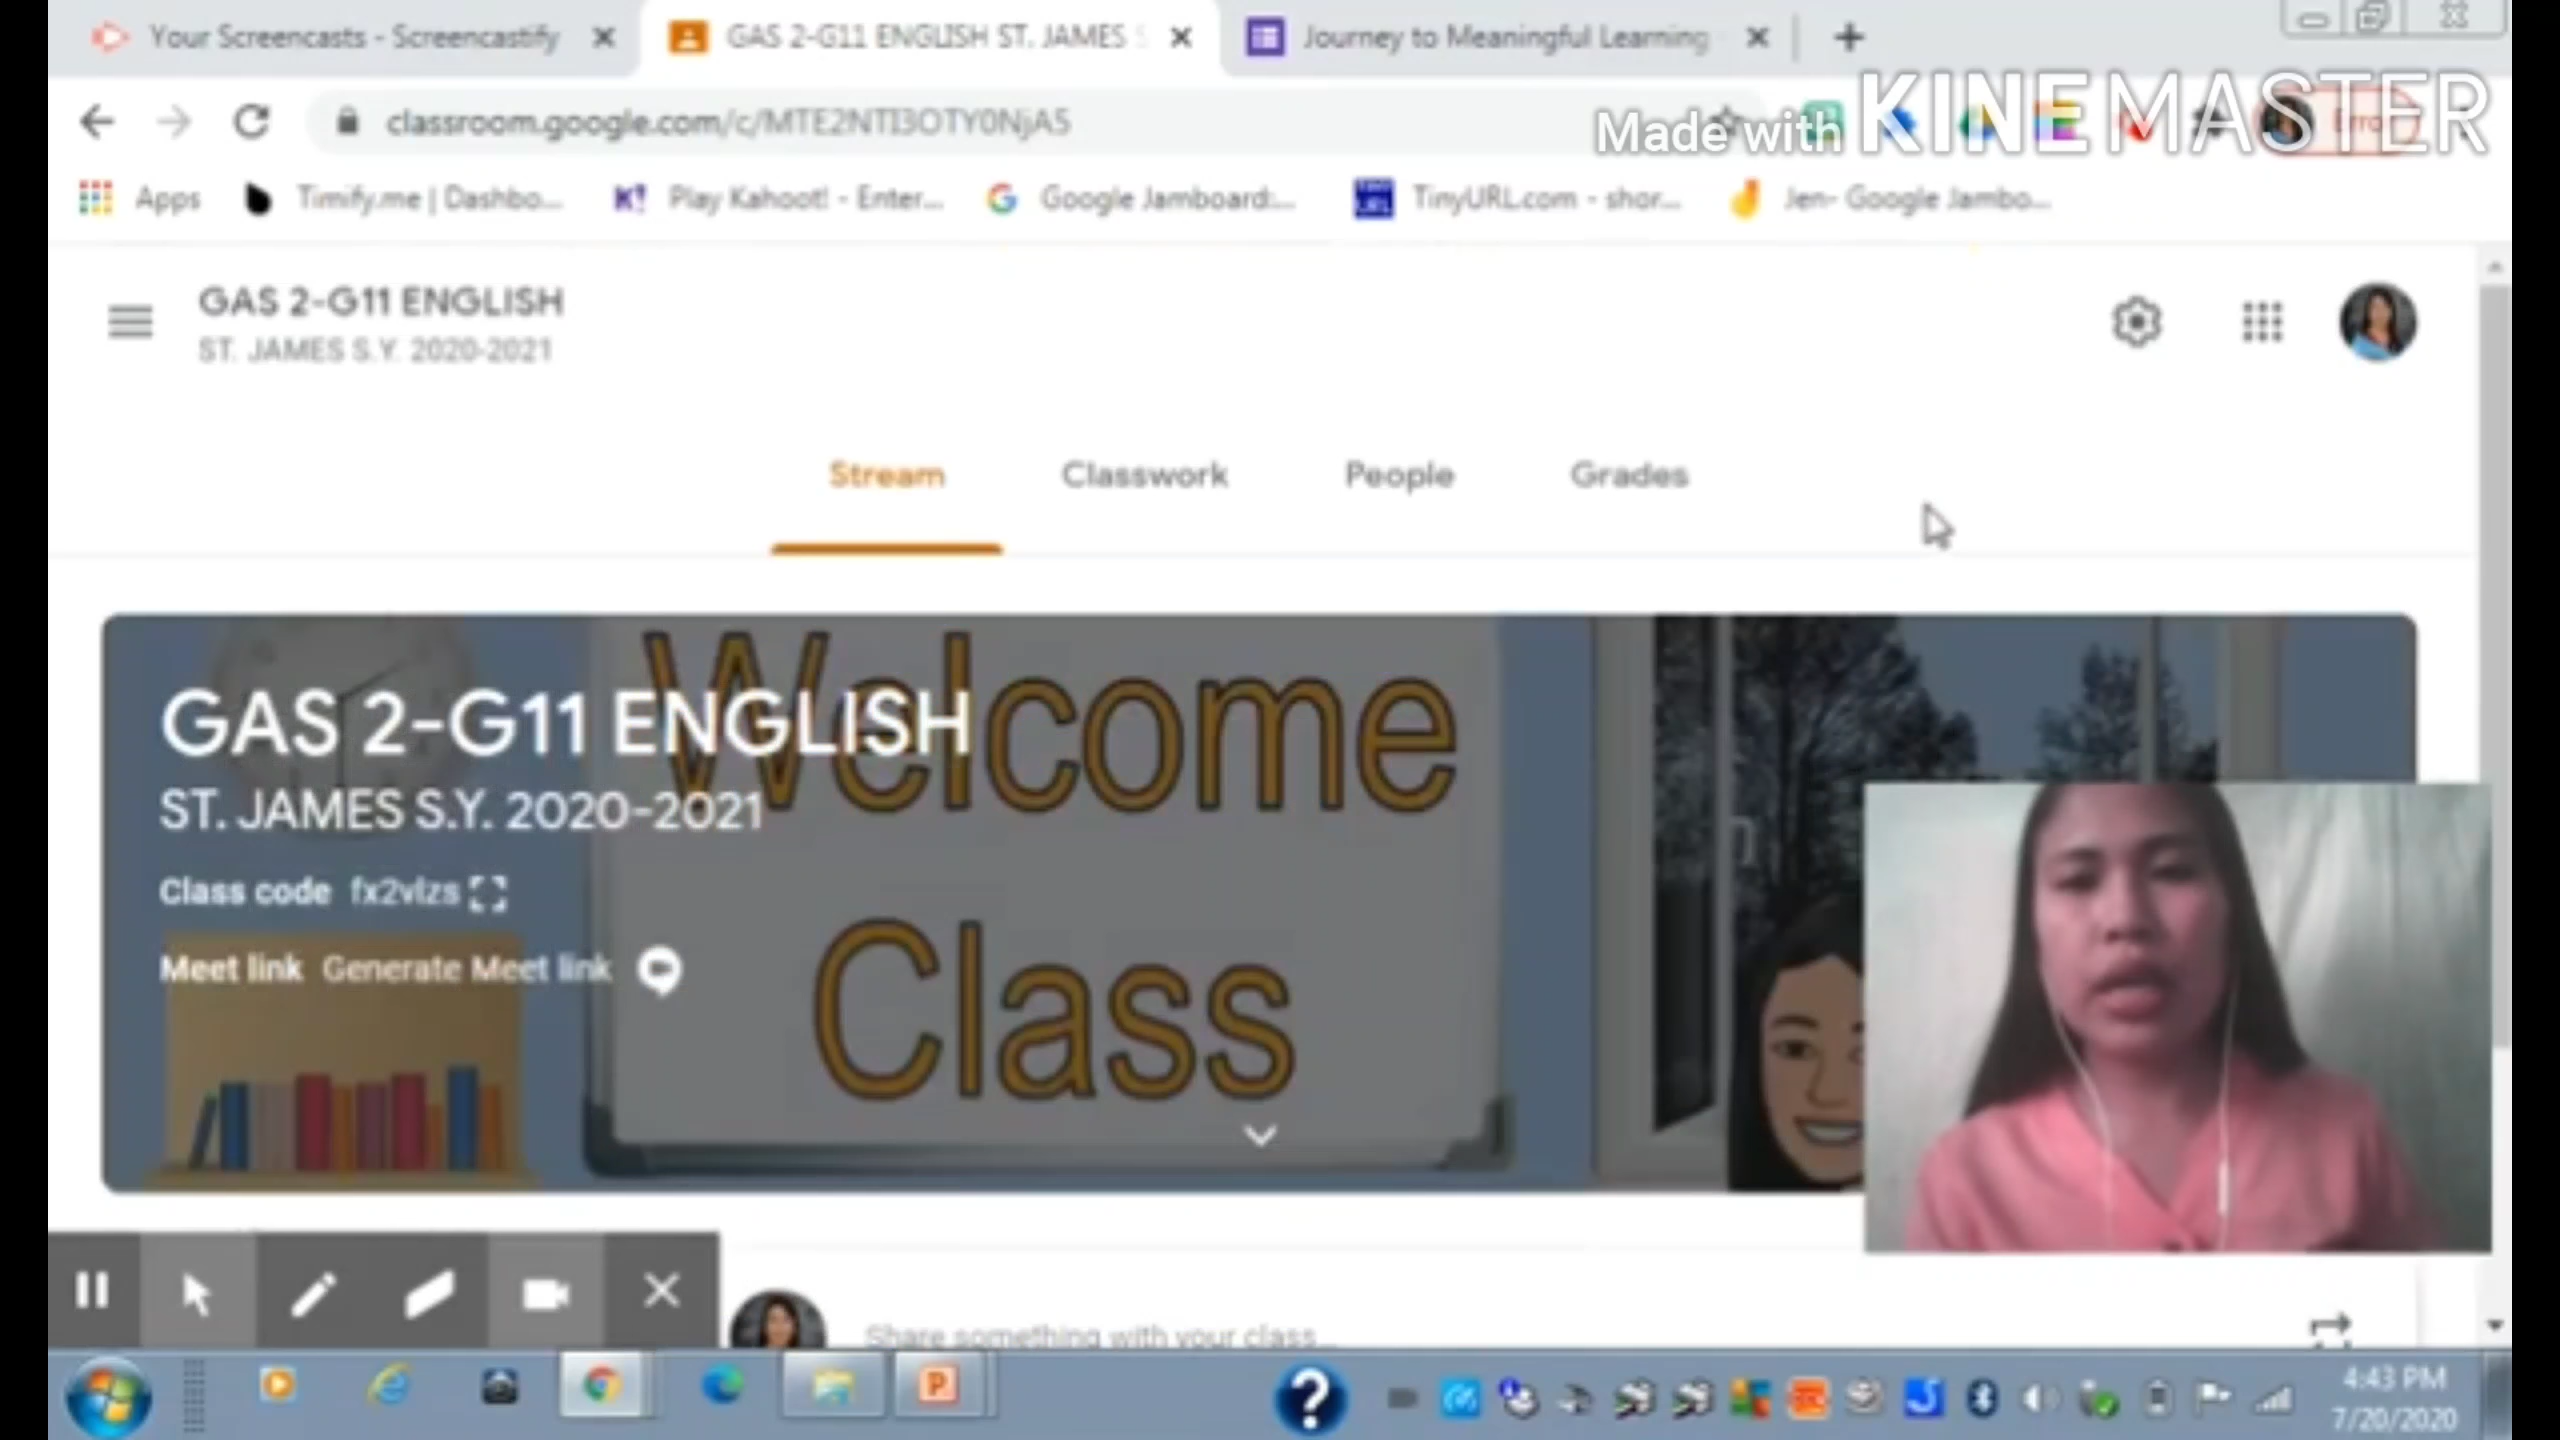 Your Screencasts - Screencastify
GAS 2-G11 ENGLISH ST. JAMES S
Journey to Meaningful Learning
classroom.google.com/c/MTE2NTI3OTY0NjA5
Made with KINEMASTER
Erro
Apps
Timify.me | Dashbo...
Play Kahoot! - Enter...
Google Jamboard:...
TinyURL.com - shor...
Jen- Google Jambo...
GAS 2-G11 ENGLISH
ST. JAMES S.Y. 2020-2021
Stream
Classwork
People
Grades
Welcome
Class
GAS 2-G11 ENGLISH
ST. JAMES S.Y. 2020-2021
Class code fx2vlzs
Meet link Generate Meet link
Share something with your class...
4:43 PM
7/20/2020